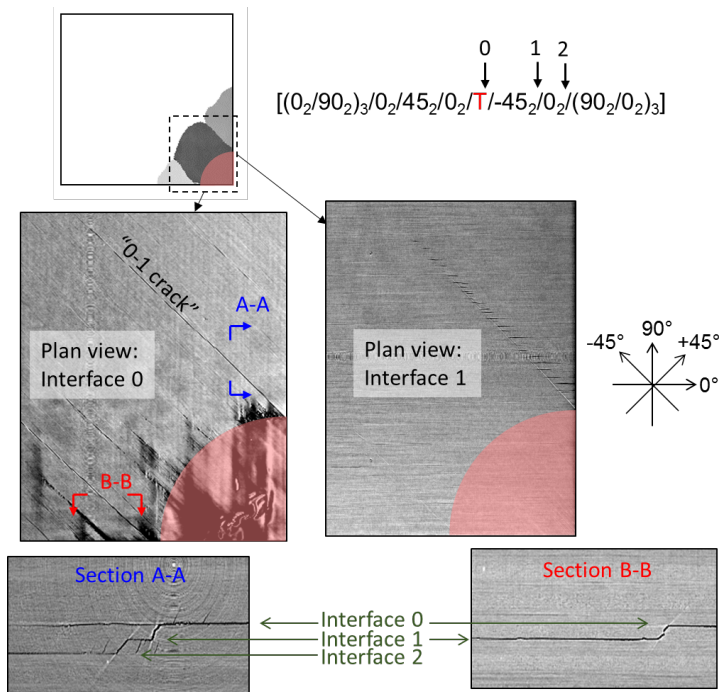 0 1 2
[(0₂/90₂)₃/0₂/45₂/0₂/T/-45₂/0₂/(90₂/0₂)₃]
"0-1 crack"
A-A
Plan view:
Interface 0
B-B
Plan view:
Interface 1
90°
-45° +45°
0°
Section A-A
Section B-B
Interface 0
Interface 1
Interface 2